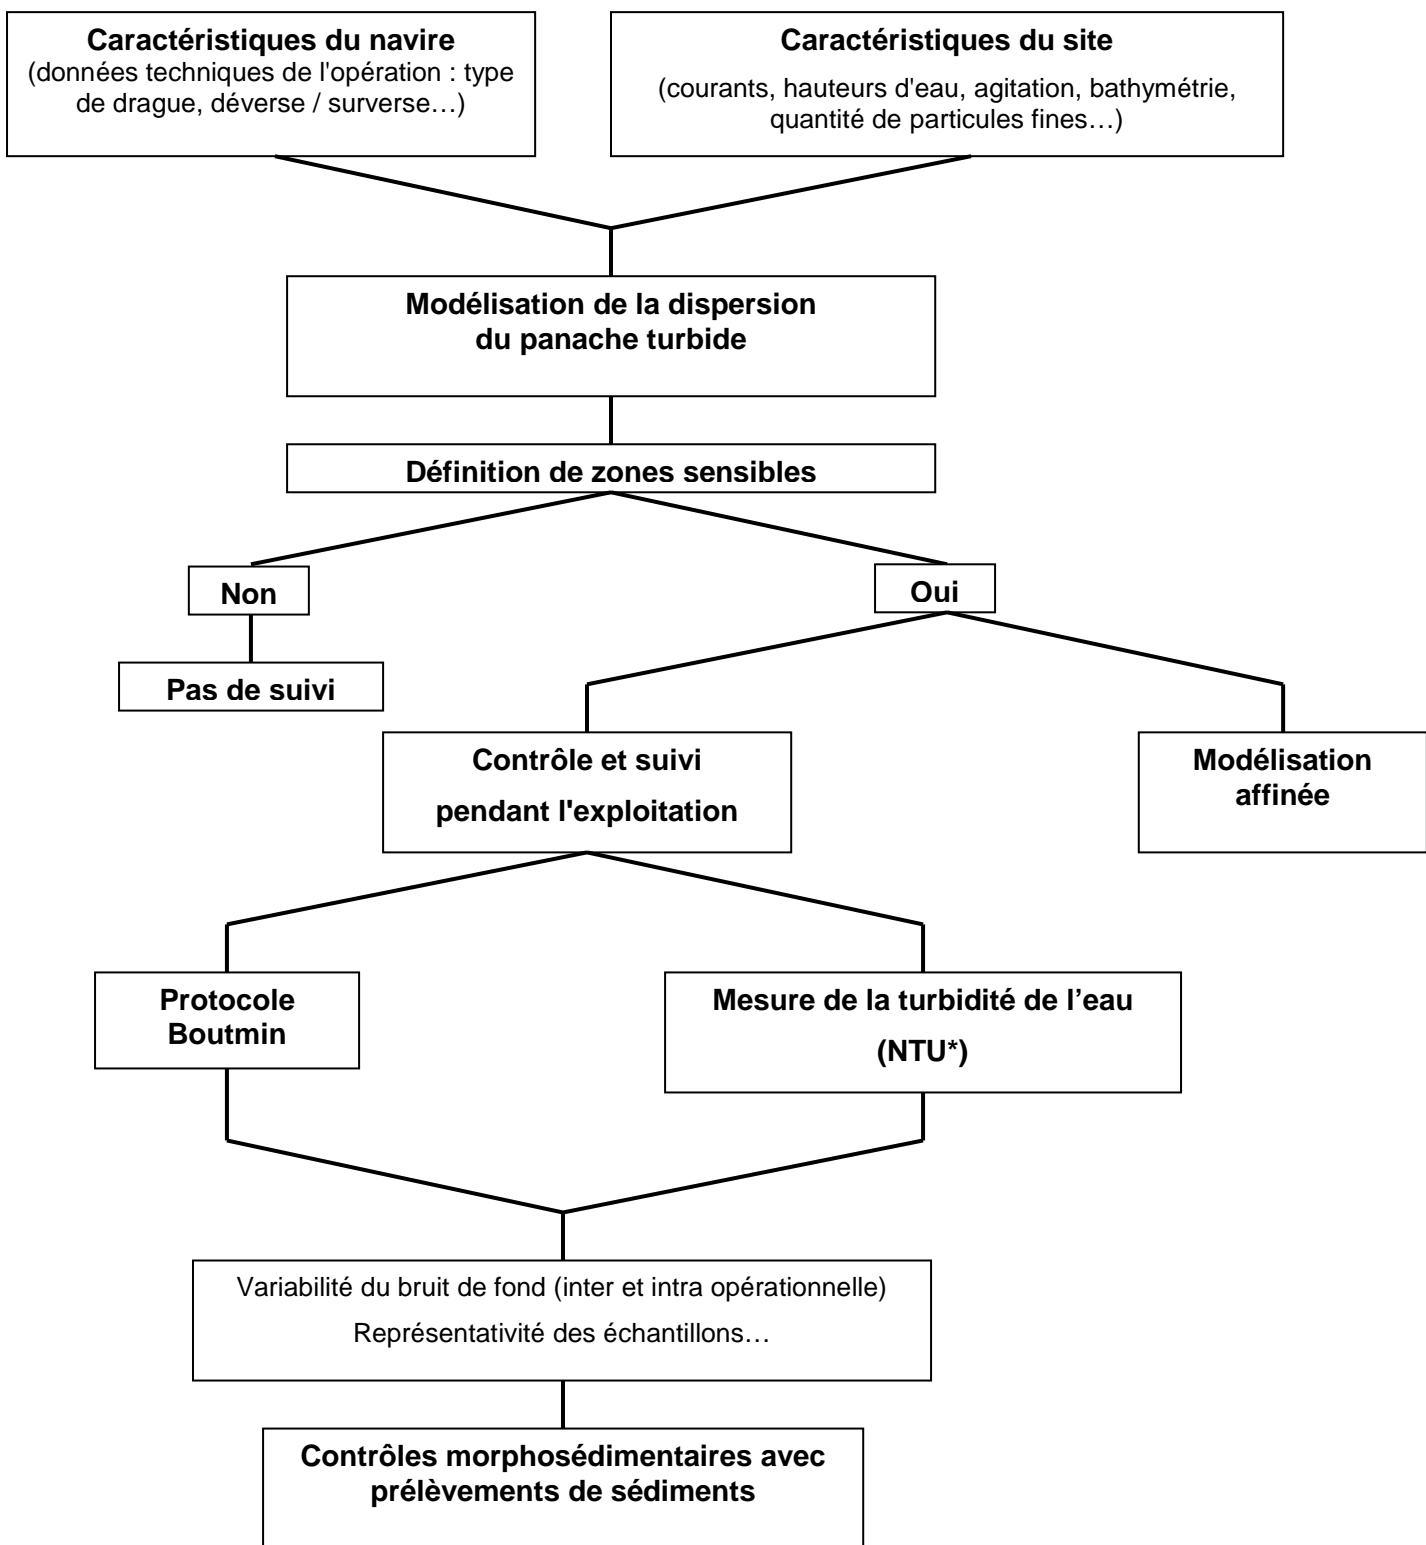 Caractéristiques du navire
(données techniques de l'opération : type
de drague, déverse / surverse…)
Caractéristiques du site
(courants, hauteurs d'eau, agitation, bathymétrie,
quantité de particules fines…)
Modélisation de la dispersion
du panache turbide
Définition de zones sensibles
Non
Oui
Pas de suivi
Contrôle et suivi
pendant l'exploitation
Modélisation
affinée
Protocole
Boutmin
Mesure de la turbidité de l’eau
(NTU*)
Variabilité du bruit de fond (inter et intra opérationnelle)
Représentativité des échantillons…
Contrôles morphosédimentaires avec
prélèvements de sédiments